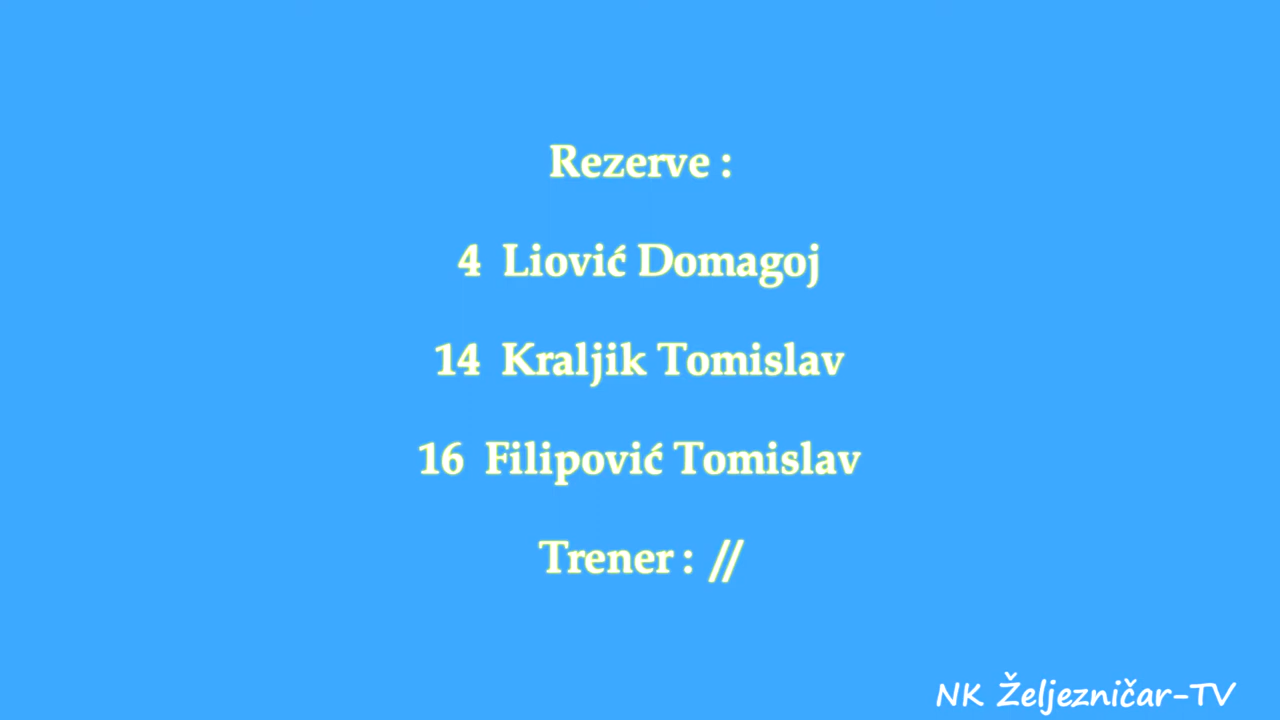 Rezerve :
4 Liović Domagoj
14 Kraljik Tomislav
16 Filipović Tomislav
Trener : //
NK Željezničar-TV